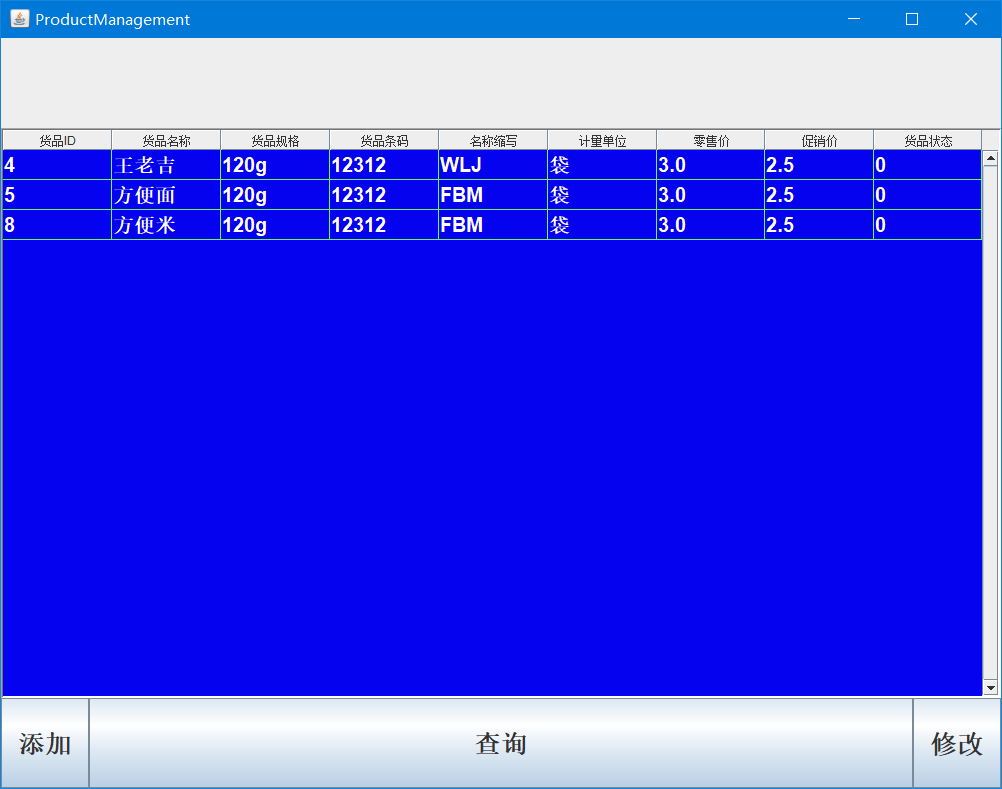 ProductManagement
货品ID 货品名称 货品规格 货品条码 名称缩写 计量单位 零售价 促销价 货品状态
4 王老吉 120g 12312 WLJ 袋 3.0 2.5 0
5 方便面 120g 12312 FBM 袋 3.0 2.5 0
8 方便米 120g 12312 FBM 袋 3.0 2.5 0
添加 查询 修改